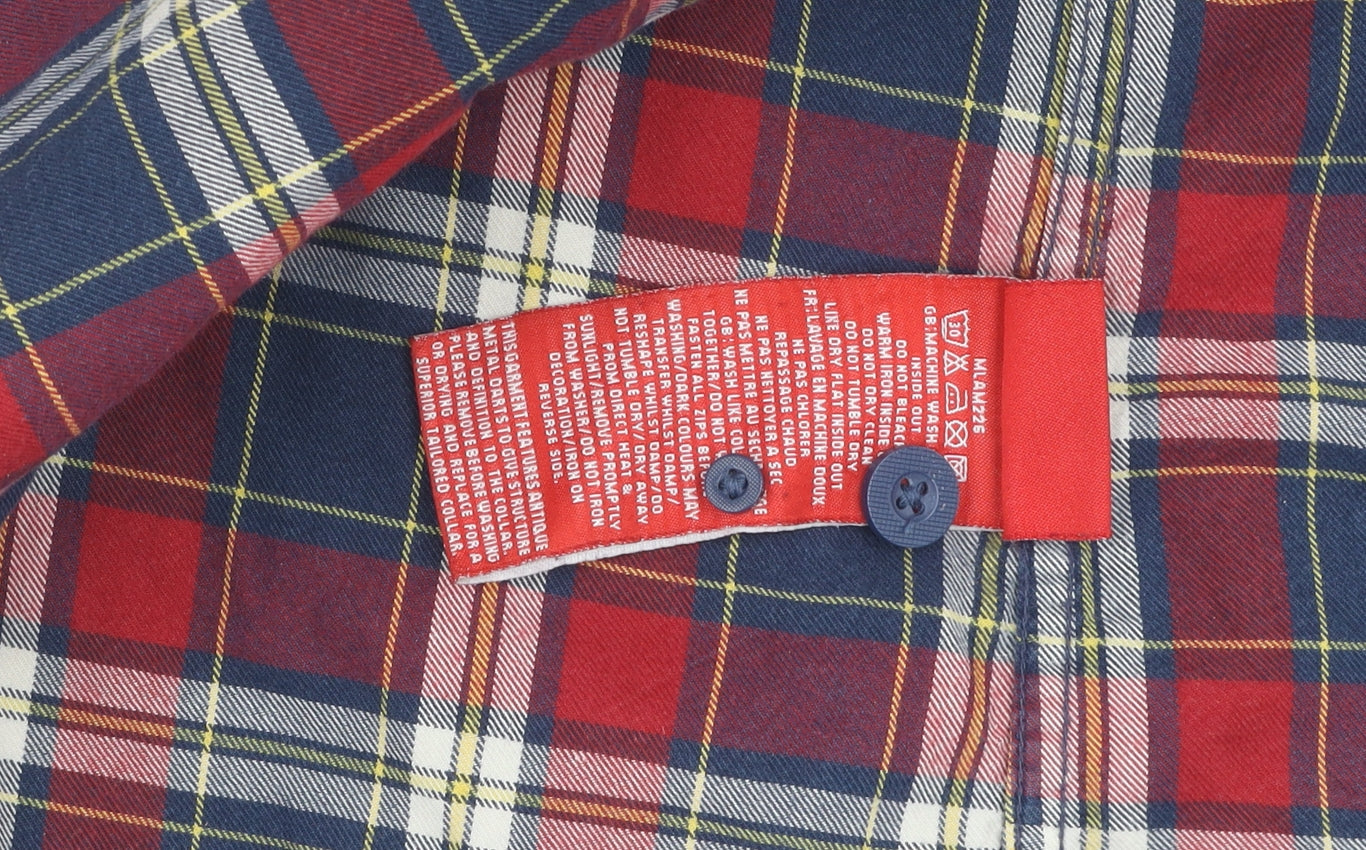 MLAM226
30
GB:MACHINE WASH
INSIDE OUT
DO NOT BLEAC
WARM IRON INSIDE
DO NOT DRY CLEAN
DO NOT TUMBLE DRY
LIKE DRY FLAT INSIDE OUT
FR:LAVAGE EN MACHINE DOUX
NE PAS CHLORER
REPASSAGE CHAUD
NE PAS NETTOYER A SEC
NE PAS METTRE AU
GB: WASH LIKE
TOGETHER/DO NOT
FASTEN ALL ZIPS
WASHING/DARK COLOURS MAY
TRANSFER WHILST DAMP/
RESHAPE WHILST DAMP/DO
NOT TUMBLE DRY/ DRY AWAY
FROM DIRECT HEAT &
SUNLIGHT/REMOVE PROMPTLY
FROM WASHER/DO NOT IRON
DECORATION/IRON ON
REVERSE SIDE.
THIS GARMENT FEATURES ANTIQUE
METAL DARTS TO GIVE STRUCTURE
AND DEFINITION TO THE COLLAR.
PLEASE REMOVE BEFORE WASHING
OR DRYING AND REPLACE FOR A
SUPERIOR TAILORED COLLAR.